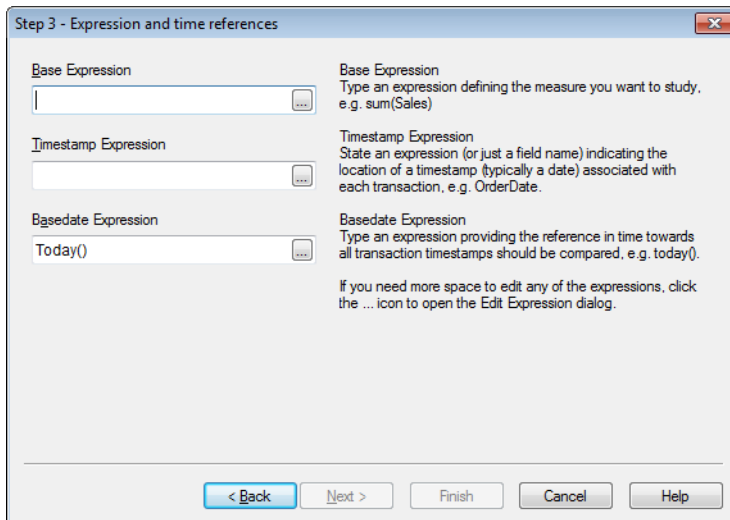 Step 3 - Expression and time references
Base Expression
...
Timestamp Expression
...
Basedate Expression
Today()
...
Base Expression
Type an expression defining the measure you want to study,
e.g. sum(Sales)
Timestamp Expression
State an expression (or just a field name) indicating the
location of a timestamp (typically a date) associated with
each transaction, e.g. OrderDate.
Basedate Expression
Type an expression providing the reference in time towards
all transaction timestamps should be compared, e.g. today().
If you need more space to edit any of the expressions, click
the ... icon to open the Edit Expression dialog.
< Back
Next >
Finish
Cancel
Help